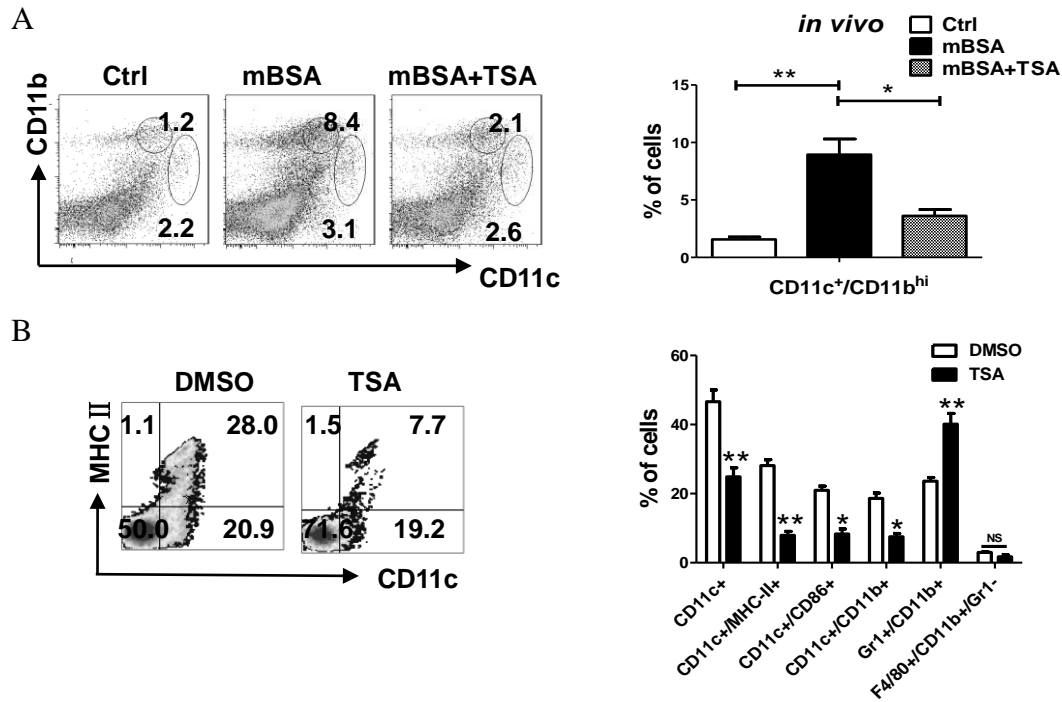 A
in vivo
Ctrl
mBSA
mBSA+TSA
Ctrl mBSA mBSA+TSA
CD11b
1.2 8.4 2.1
2.2 3.1 2.6
CD11c
** *
15
10
5
0
% of cells
CD11c+/CD11bhi
B
DMSO TSA
MHC II
1.1 28.0 1.5 7.7
50.0 20.9 71.6 19.2
CD11c
DMSO
TSA
60
40
20
0
% of cells
** ** * * ** NS
CD11c+
CD11c+/MHC-II+
CD11c+/CD86+
CD11c+/CD11b+
Gr1+/CD11b+
F4/80+/CD11b+/Gr1-